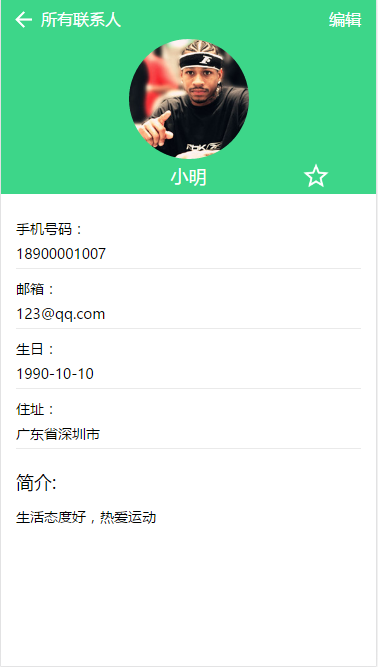 所有联系人 编辑
小明
手机号码：
18900001007
邮箱：
123@qq.com
生日：
1990-10-10
住址：
广东省深圳市
简介:
生活态度好，热爱运动